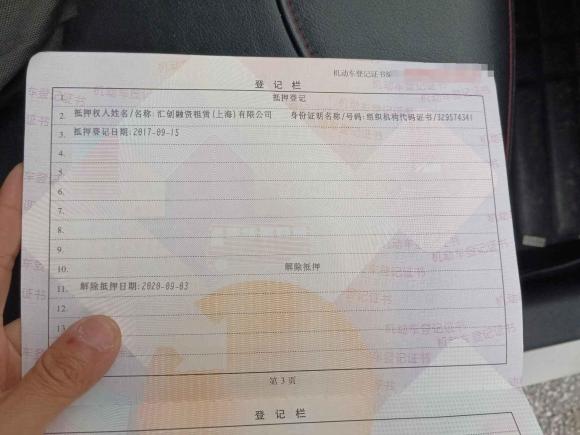 机动车登记证书编
登记栏
1. 抵押登记
2. 抵押权人姓名/名称:汇创融资租赁(上海)有限公司 身份证明名称/号码:组织机构代码证书/329574341
3. 抵押登记日期:2017-09-15
4.
5.
6.
7.
8.
9.
10. 解除抵押
11. 解除抵押日期:2020-09-03
12.
13.
第3页
登记栏